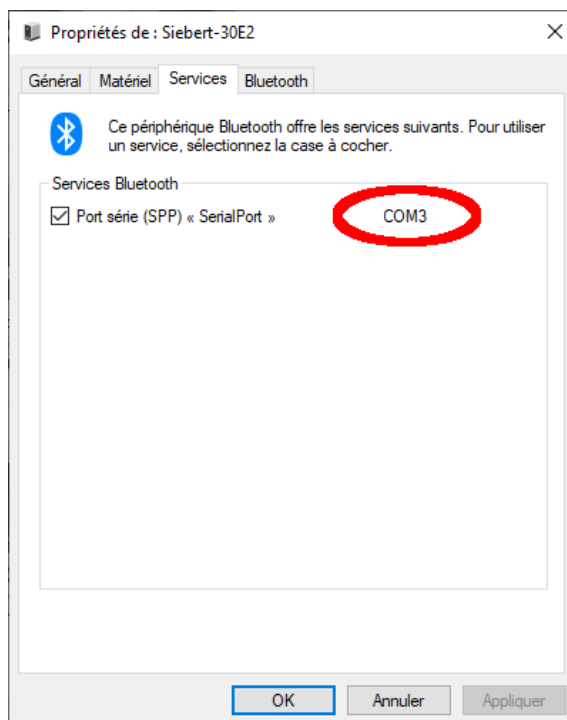 Propriétés de : Siebert-30E2
Général Matériel Services Bluetooth
Ce périphérique Bluetooth offre les services suivants. Pour utiliser
un service, sélectionnez la case à cocher.
Services Bluetooth
Port série (SPP) « SerialPort » COM3
OK Annuler Appliquer